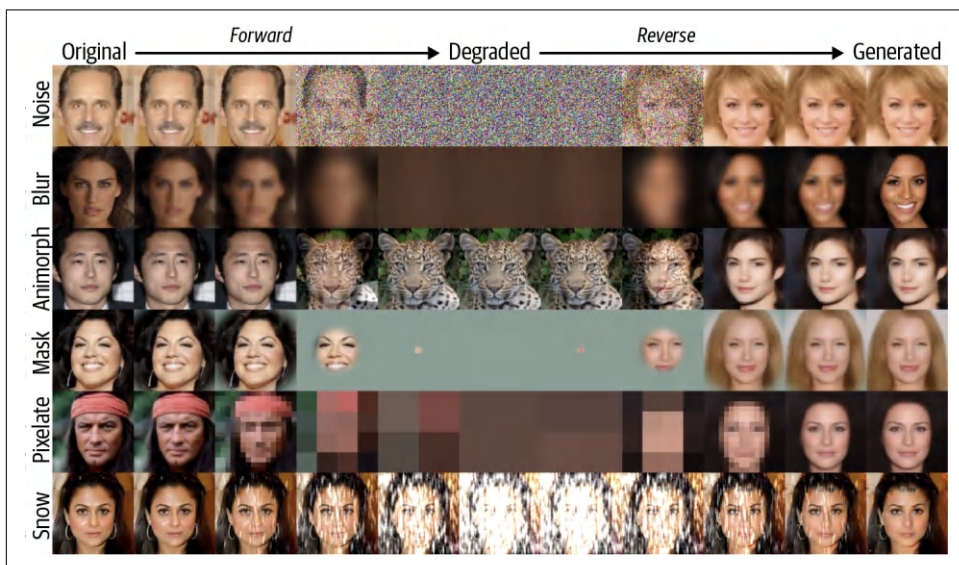 Original Forward Degraded Reverse Generated
Noise
Blur
Animorph
Mask
Pixelate
Snow